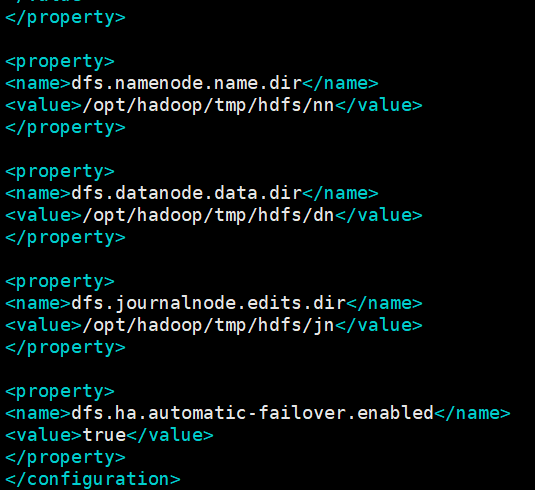 </property>
<property>
<name>dfs.namenode.name.dir</name>
<value>/opt/hadoop/tmp/hdfs/nn</value>
</property>
<property>
<name>dfs.datanode.data.dir</name>
<value>/opt/hadoop/tmp/hdfs/dn</value>
</property>
<property>
<name>dfs.journalnode.edits.dir</name>
<value>/opt/hadoop/tmp/hdfs/jn</value>
</property>
<property>
<name>dfs.ha.automatic-failover.enabled</name>
<value>true</value>
</property>
</configuration>